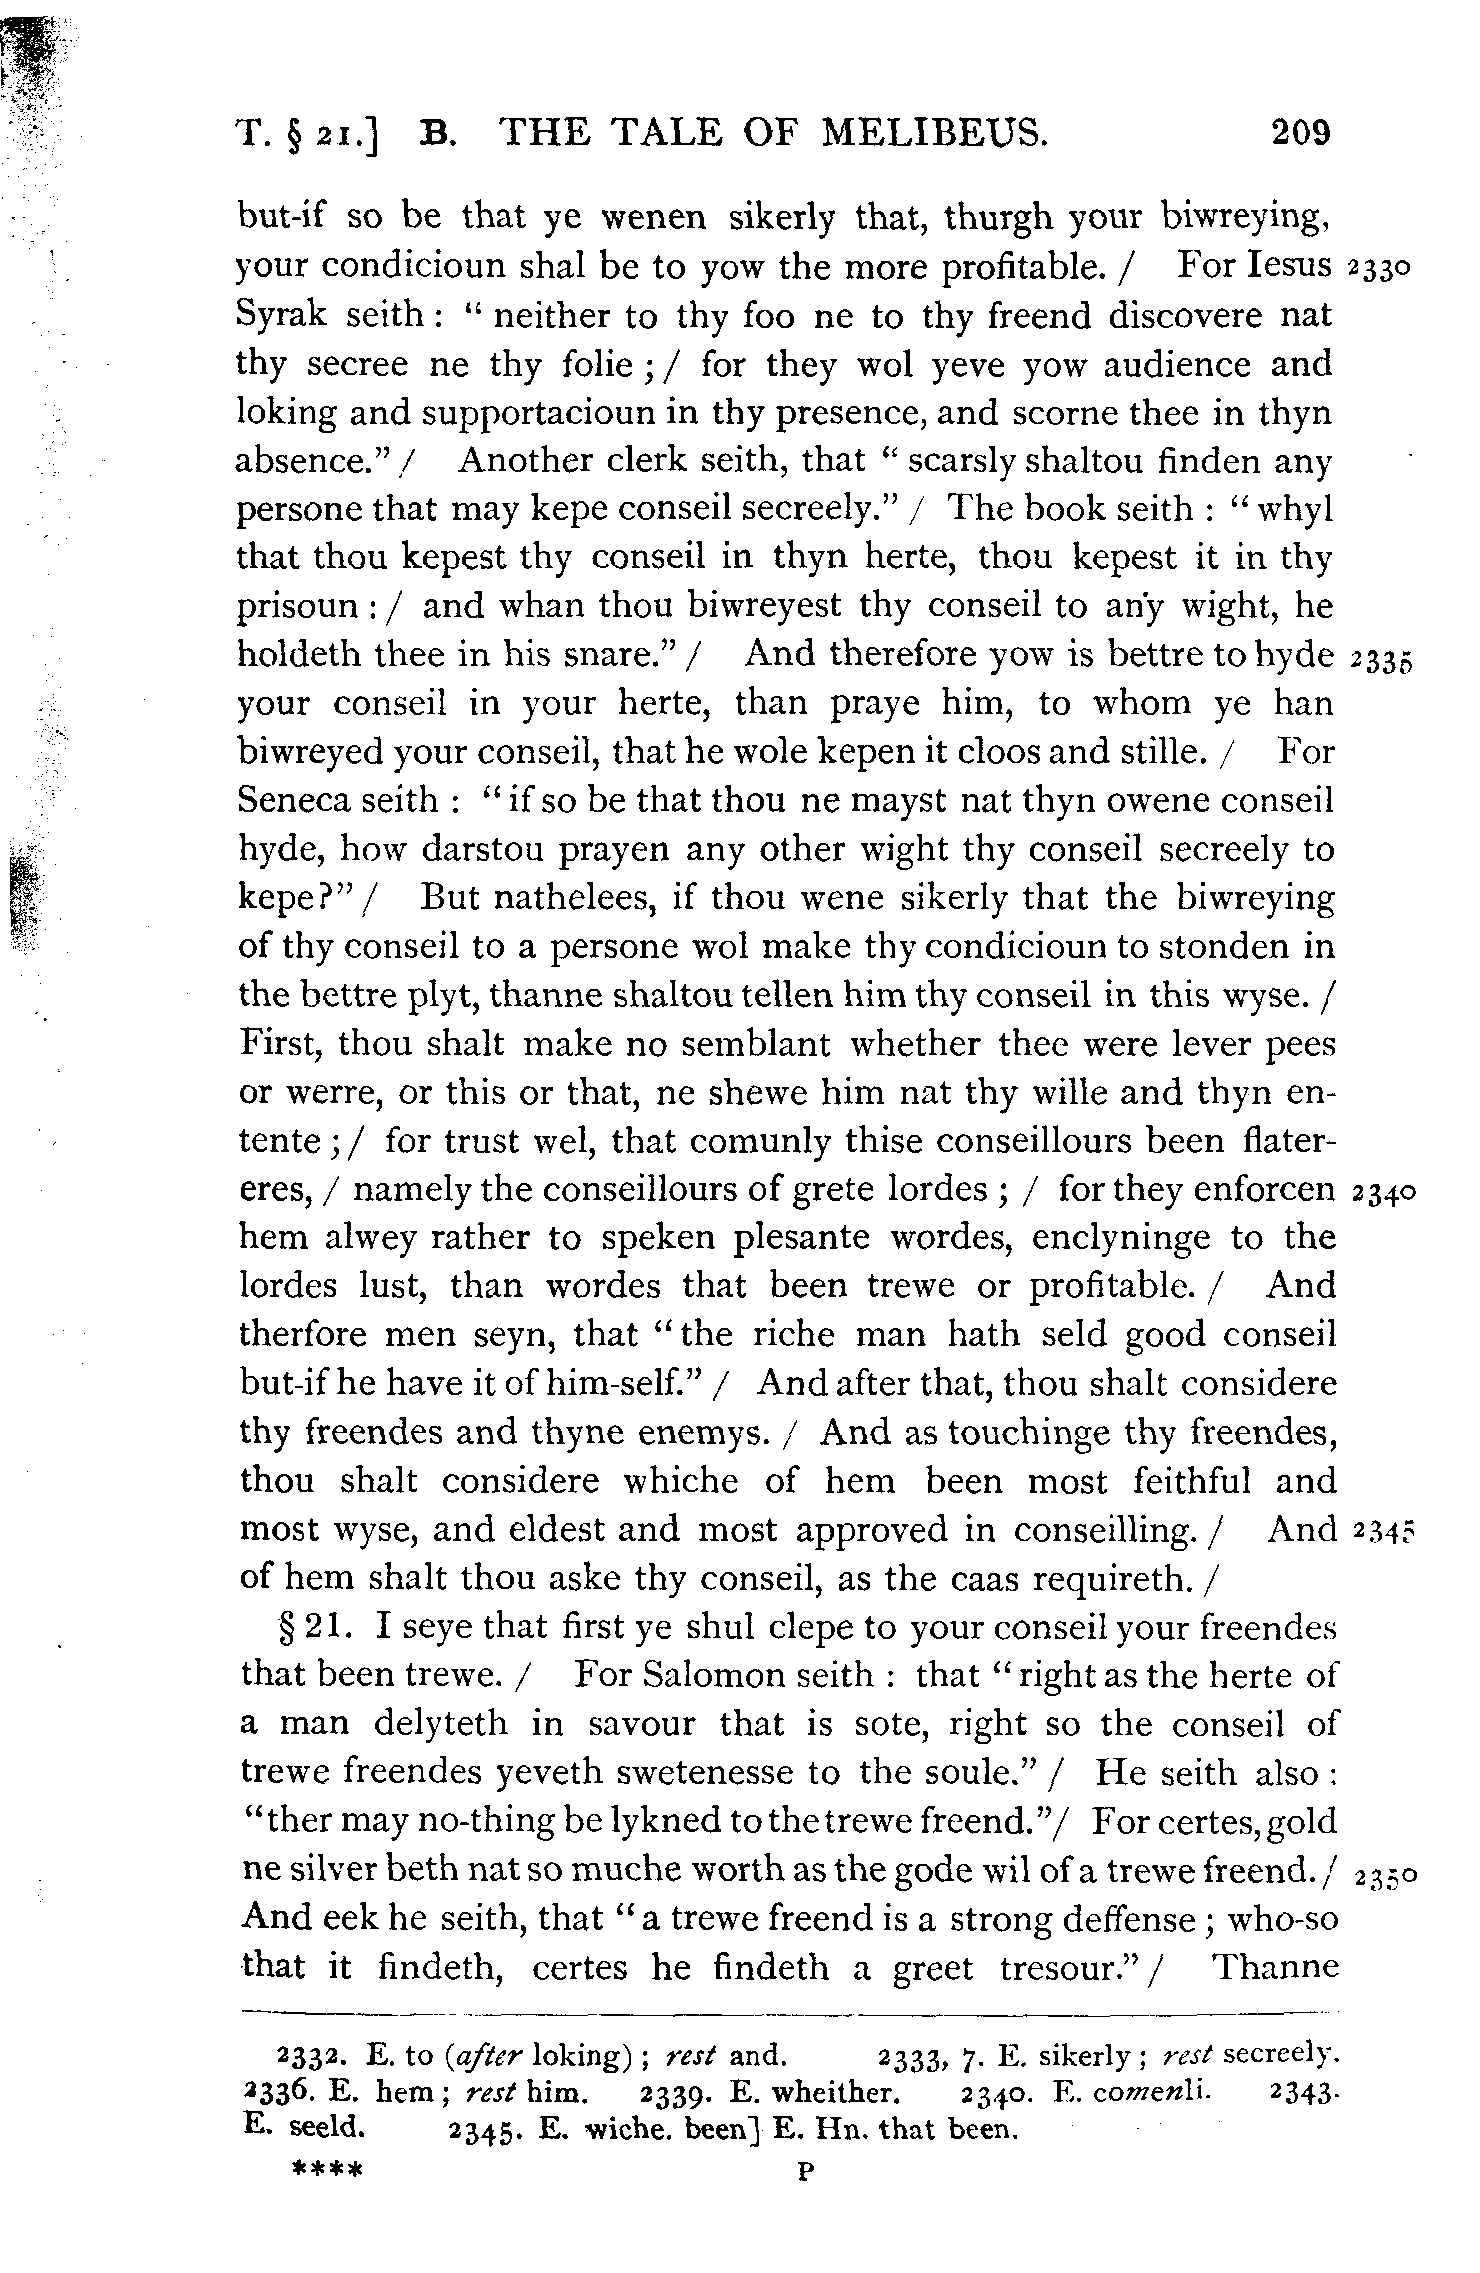 T. § 21.] B. THE TALE OF MELIBEUS. 209
but-if so be that ye wenen sikerly that, thurgh your biwreying,
your condicioun shal be to yow the more profitable. / For Iesus 2330
Syrak seith : “ neither to thy foo ne to thy freend discovere nat
thy secree ne thy folie ; / for they wol yeve yow audience and
loking and supportacioun in thy presence, and scorne thee in thyn
absence.” / Another clerk seith, that “ scarsly shaltou finden any
persone that may kepe conseil secreely.” / The book seith : “ whyl
that thou kepest thy conseil in thyn herte, thou kepest it in thy
prisoun : / and whan thou biwreyest thy conseil to any wight, he
holdeth thee in his snare.” / And therefore yow is bettre to hyde 2335
your conseil in your herte, than praye him, to whom ye han
biwreyed your conseil, that he wole kepen it cloos and stille. / For
Seneca seith : “ if so be that thou ne mayst nat thyn owene conseil
hyde, how darstou prayen any other wight thy conseil secreely to
kepe?” / But nathelees, if thou wene sikerly that the biwreying
of thy conseil to a persone wol make thy condicioun to stonden in
the bettre plyt, thanne shaltou tellen him thy conseil in this wyse. /
First, thou shalt make no semblant whether thee were lever pees
or werre, or this or that, ne shewe him nat thy wille and thyn en-
tente ; / for trust wel, that comunly thise conseillours been flater-
eres, / namely the conseillours of grete lordes ; / for they enforcen 2340
hem alwey rather to speken plesante wordes, enclyninge to the
lordes lust, than wordes that been trewe or profitable. / And
therfore men seyn, that “ the riche man hath seld good conseil
but-if he have it of him-self.” / And after that, thou shalt considere
thy freendes and thyne enemys. / And as touchinge thy freendes,
thou shalt considere whiche of hem been most feithful and
most wyse, and eldest and most approved in conseilling. / And 2345
of hem shalt thou aske thy conseil, as the caas requireth. /
§ 21. I seye that first ye shul clepe to your conseil your freendes
that been trewe. / For Salomon seith : that “ right as the herte of
a man delyteth in savour that is sote, right so the conseil of
trewe freendes yeveth swetenesse to the soule.” / He seith also :
“ther may no-thing be lykned to the trewe freend.” / For certes, gold
ne silver beth nat so muche worth as the gode wil of a trewe freend. / 2350
And eek he seith, that “ a trewe freend is a strong deffense ; who-so
that it findeth, certes he findeth a greet tresour.” / Thanne
2332. E. to (after loking) ; rest and. 2333, 7. E. sikerly ; rest secreely.
2336. E. hem ; rest him. 2339. E. wheither. 2340. E. comenli. 2343.
E. seeld. 2345. E. wiche. been] E. Hn. that been.
**** P